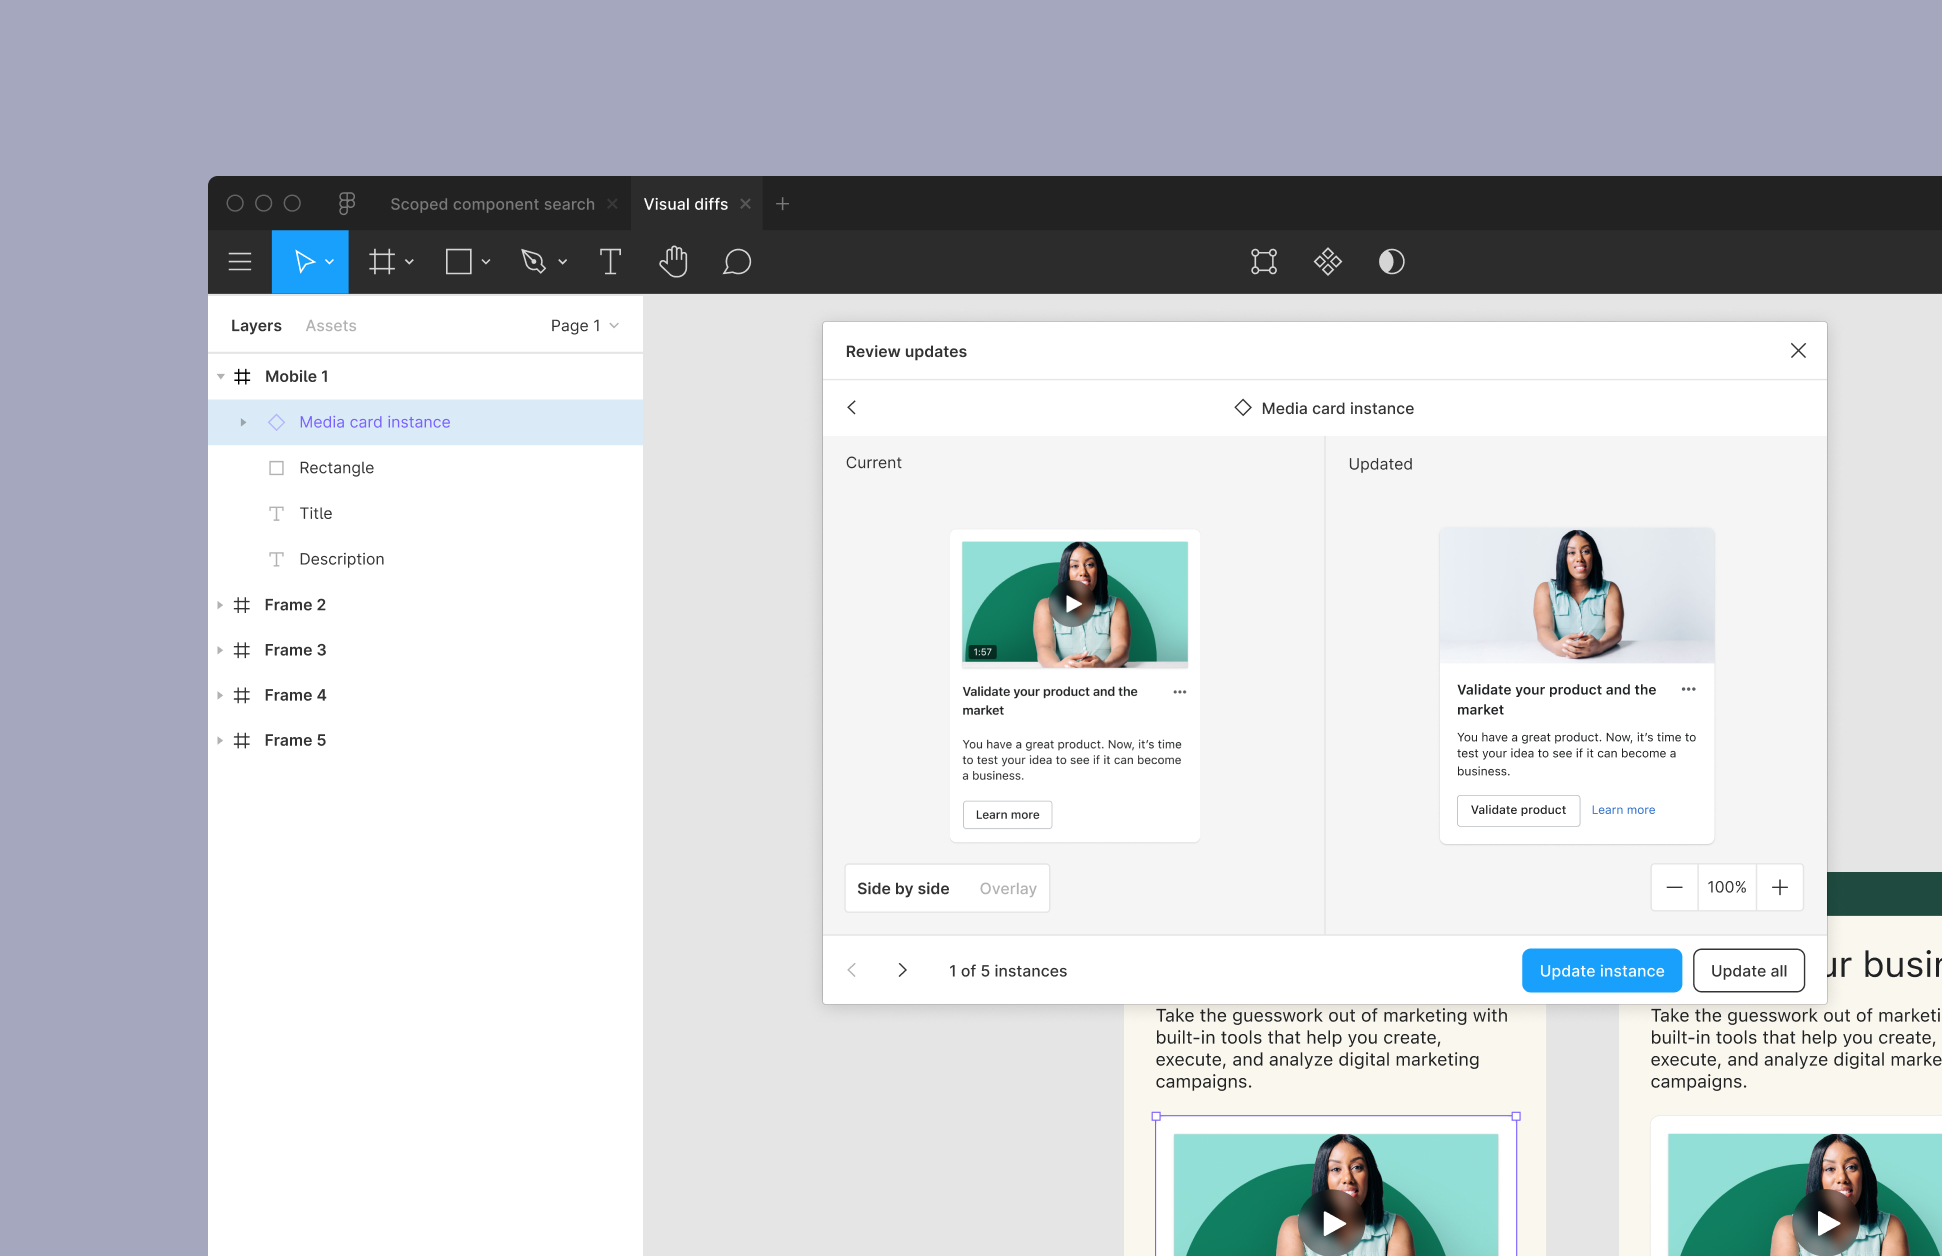 Scoped component search
Visual diffs
Layers
Assets
Page 1
Mobile 1
Media card instance
Rectangle
Title
Description
Frame 2
Frame 3
Frame 4
Frame 5
Review updates
Media card instance
Current
1:57
Validate your product and the
market
You have a great product. Now, it's time
to test your idea to see if it can become
a business.
Learn more
Side by side
Overlay
Updated
Validate your product and the
market
You have a great product. Now, it's time to
test your idea to see if it can become a
business.
Validate product
Learn more
100%
1 of 5 instances
Update instance
Update all
Take the guesswork out of marketing with
built-in tools that help you create,
execute, and analyze digital marketing
campaigns.
Take the guesswork out of
built-in tools that help you create,
execute, and analyze digital
campaigns.